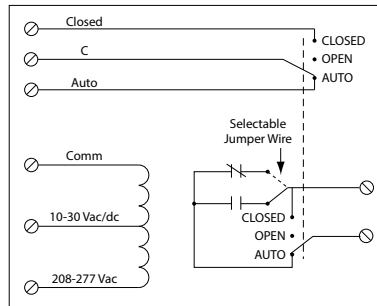 Closed
CLOSED
C
OPEN
AUTO
Auto
Selectable
Jumper Wire
Comm
10-30 Vac/dc
CLOSED
OPEN
AUTO
208-277 Vac